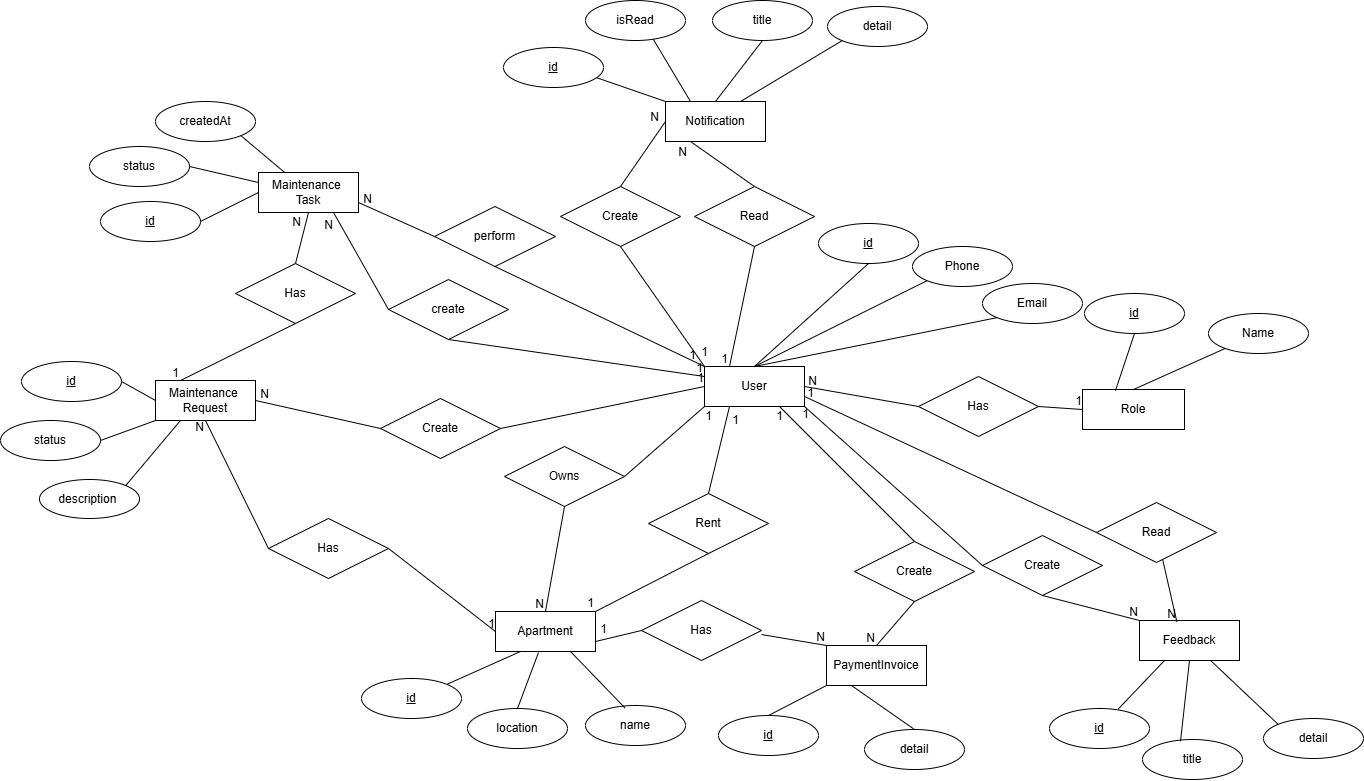 isRead
title
detail
id
Notification
N
N
createdAt
status
id
Maintenance
Task
N
N
N
perform
Create
Read
id
Phone
Email
id
Name
Has
create
1
1
1
1
1
User
N
1
Has
1
Role
id
status
description
1
Maintenance
Request
N
N
Create
1
1
1
1
Owns
Rent
Has
Create
Create
Read
N
1
1
Apartment
1
Has
N
N
PaymentInvoice
N
N
Feedback
id
location
name
id
detail
id
title
detail